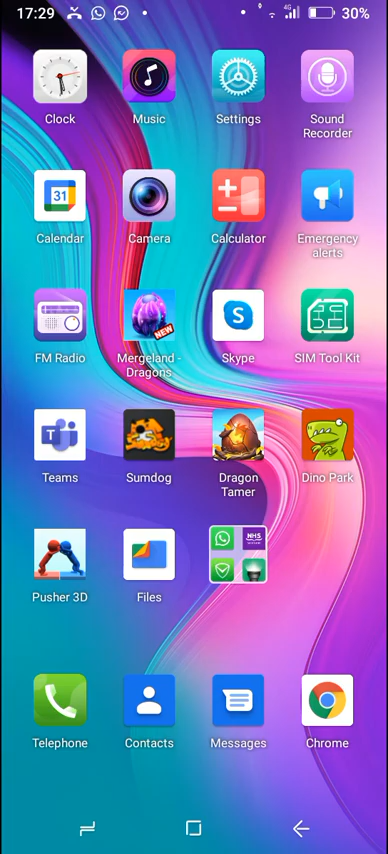 17:29
4G
30%
Clock
Music
Settings
Sound
Recorder
31
Calendar
Camera
Calculator
Emergency
alerts
NEW
S
FM Radio
Mergeland -
Dragons
Skype
SIM Tool Kit
T
Teams
Sumdog
Dragon
Tamer
Dino Park
NHS
Pusher 3D
Files
Telephone
Contacts
Messages
Chrome